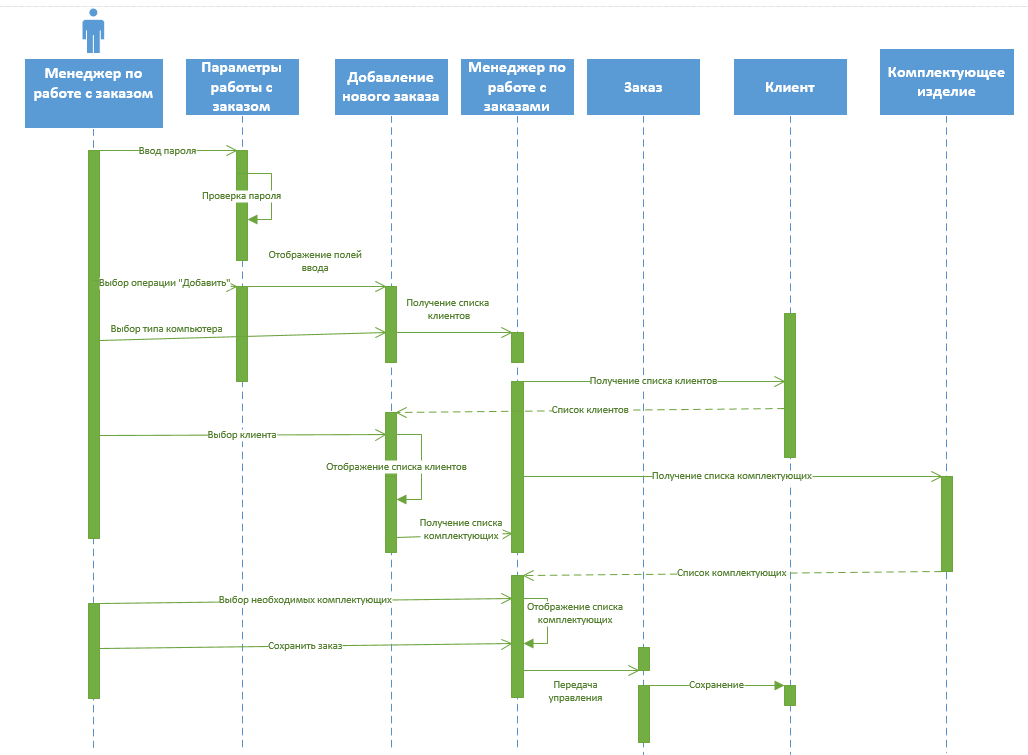 Менеджер по
работе с заказом
Параметры
работы с
заказом
Добавление
нового заказа
Менеджер по
работе с
заказами
Заказ
Клиент
Комплектующее
изделие
Ввод пароля
Проверка пароля
Отображение полей
ввода
Выбор операции "Добавить"
Получение списка
клиентов
Выбор типа компьютера
Получение списка клиентов
Список клиентов
Выбор клиента
Отображение списка клиентов
Получение списка комплектующих
Получение списка
комплектующих
Список комплектующих
Выбор необходимых комплектующих
Отображение списка
комплектующих
Сохранить заказ
Передача
управления
Сохранение